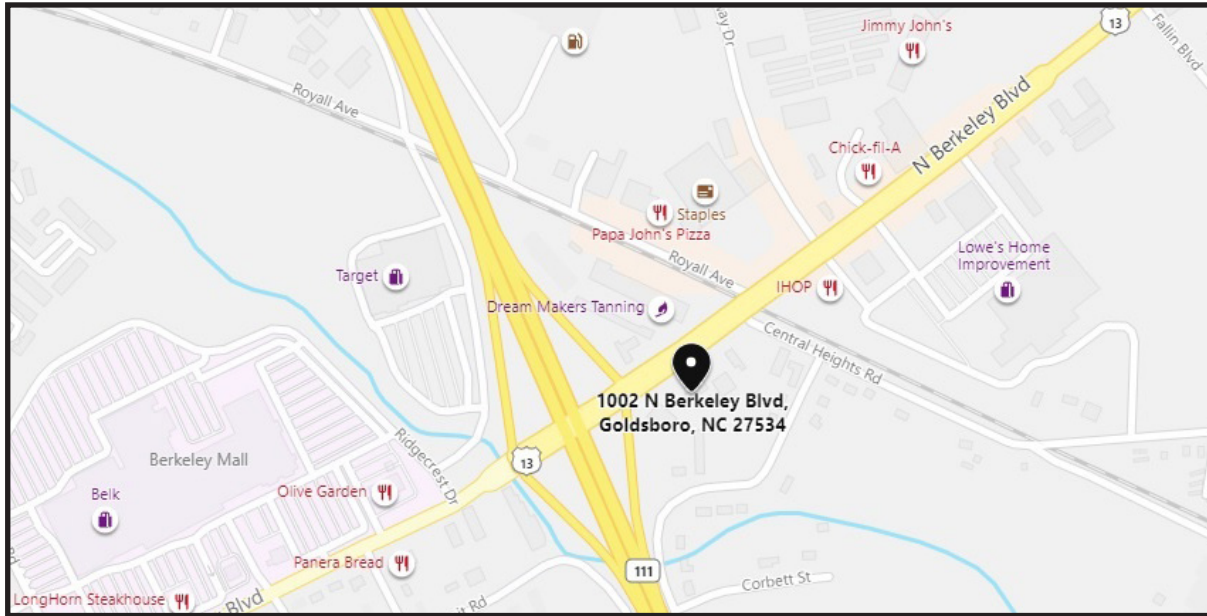 13
Fallin Blvd
Jimmy John's
Royall Ave
N Berkeley Blvd
Chick-fil-A
Staples
Papa John's Pizza
Royall Ave
Lowe's Home
Improvement
Target
IHOP
Dream Makers Tanning
Central Heights Rd
1002 N Berkeley Blvd,
Goldsboro, NC 27534
Ridgecrest Dr
Berkeley Mall
13
Olive Garden
Belk
Panera Bread
111
Corbett St
LongHorn Steakhouse
Blvd
Rd
Rd